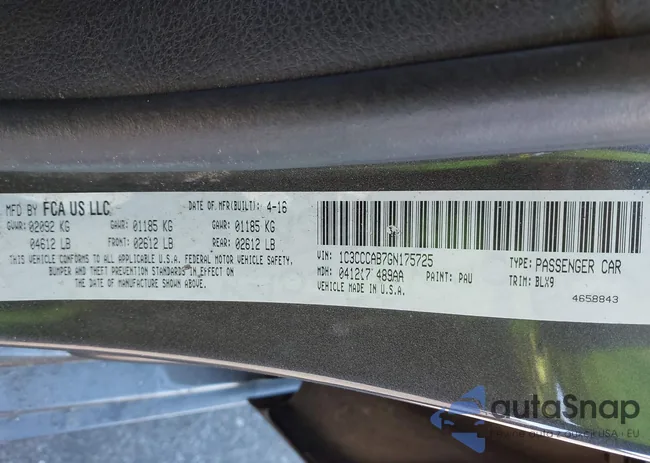 MFD BY FCA US LLC DATE OF MFR(BUILT): 4-16
GVWR: 02092 KG GAWR: 01185 KG GAWR: 01185 KG
04612 LB FRONT: 02612 LB REAR: 02612 LB
THIS VEHICLE CONFORMS TO ALL APPLICABLE U.S.A. FEDERAL MOTOR VEHICLE SAFETY,
BUMPER AND THEFT PREVENTION STANDARDS IN EFFECT ON
THE DATE OF MANUFACTURE SHOWN ABOVE.
VIN: 1C3CCCAB7GN175725 TYPE: PASSENGER CAR
MDH: 041217 489AA PAINT: PAU TRIM: BLX9
VEHICLE MADE IN U.S.A.
4658843
autaSnap
USA - EU